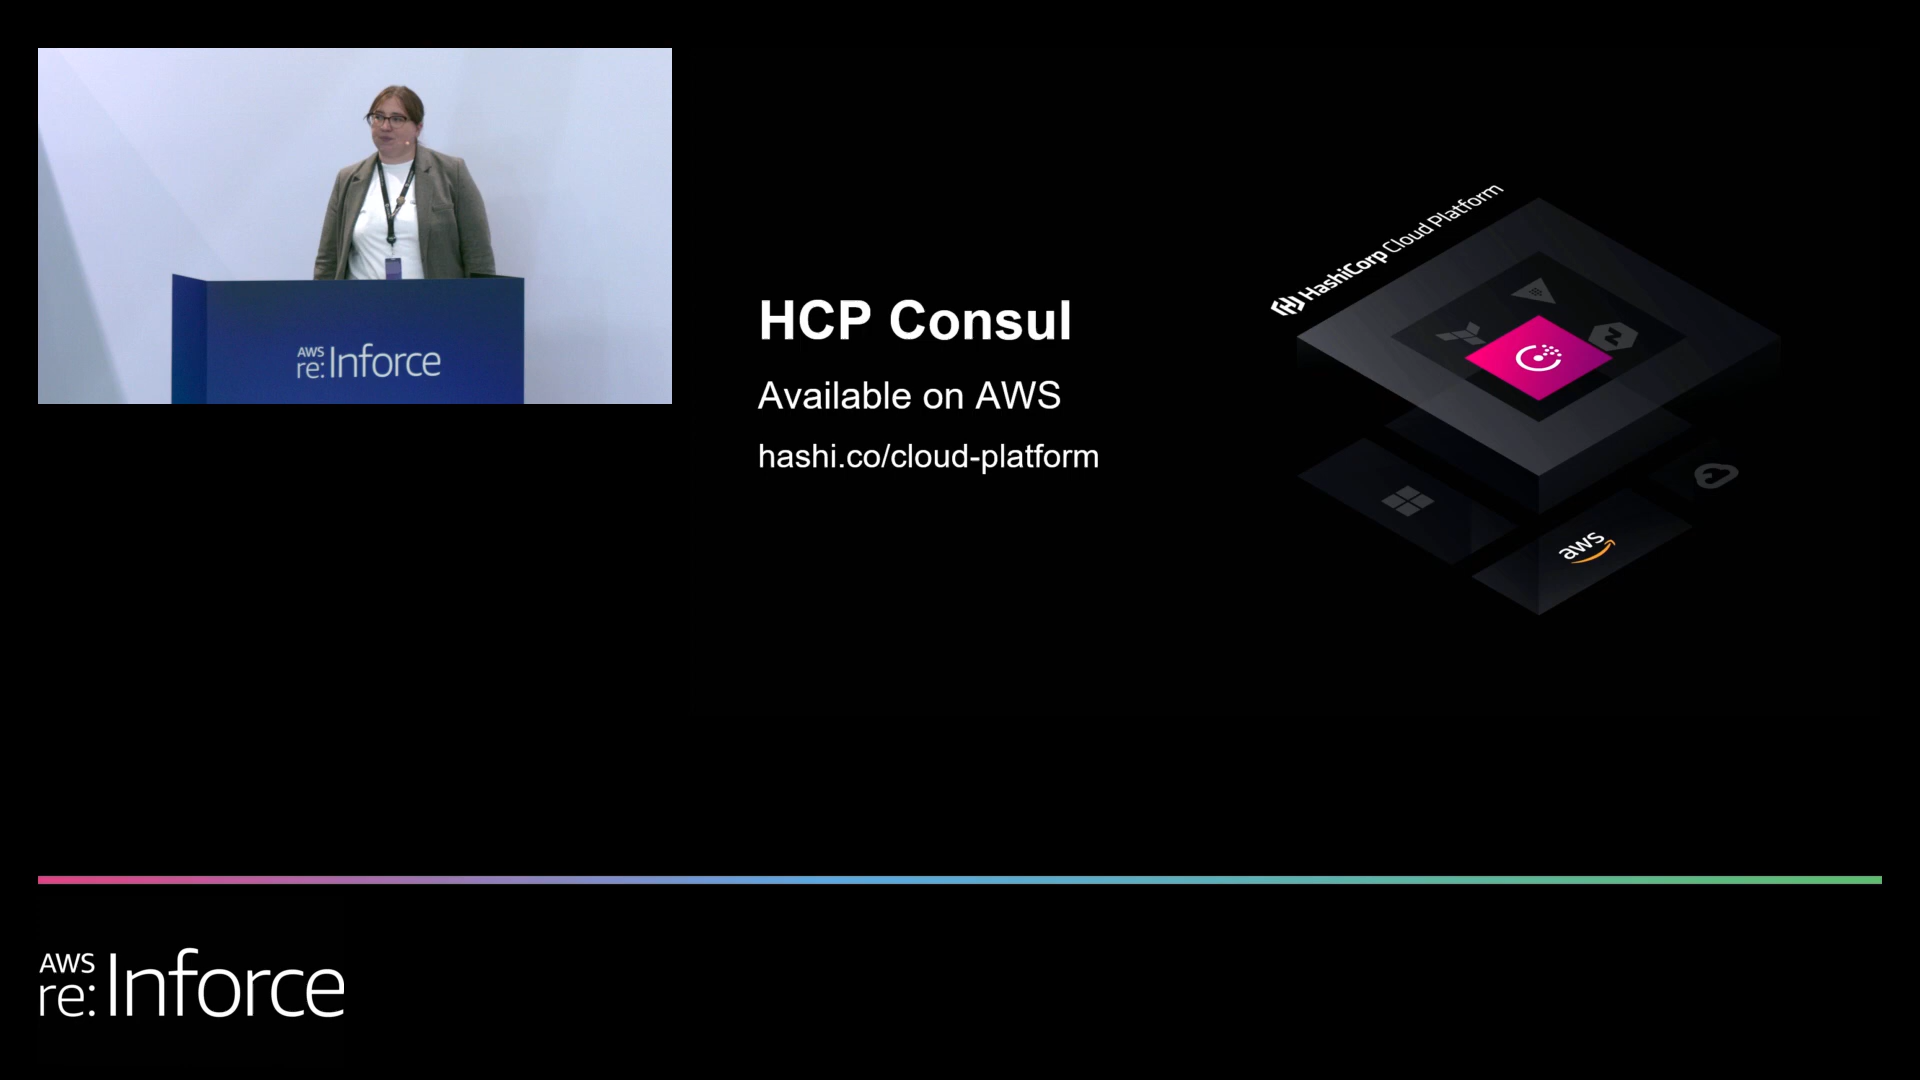 AWS
re:Inforce
HCP Consul
Available on AWS
hashi.co/cloud-platform
HashiCorp Cloud Platform
aws
AWS
re:Inforce